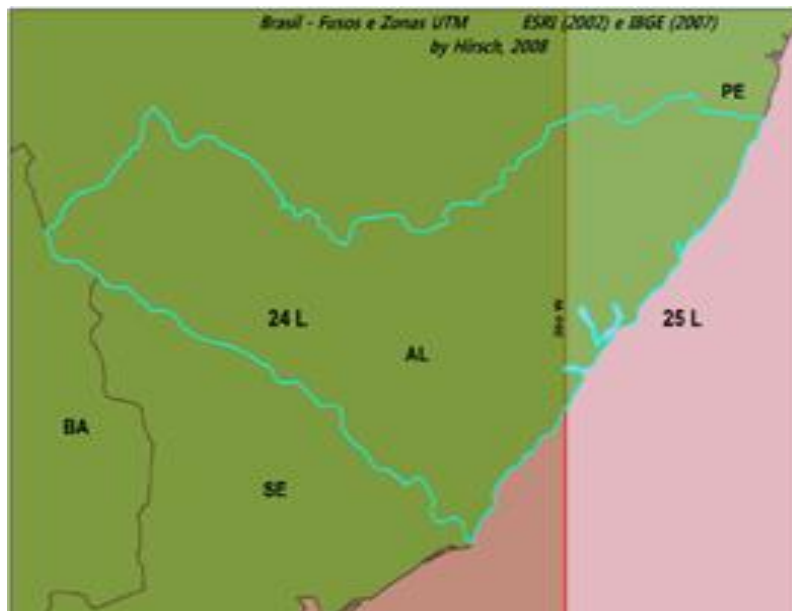 Brasil - Fusos e Zonas UTM ESRI (2002) e IBGE (2007)
by Hirsch, 2008
PE
24 L
25 L
AL
BA
SE